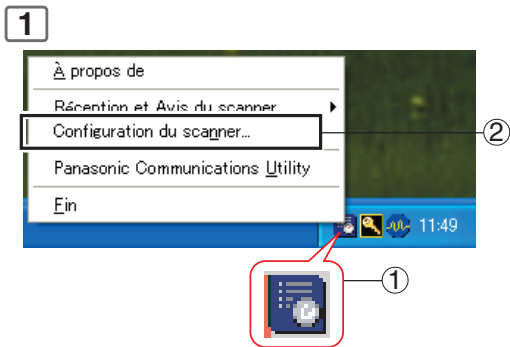 1
À propos de
Réception et Avis du scanner
Configuration du scanner...
②
Panasonic Communications Utility
Fin
11:49
①